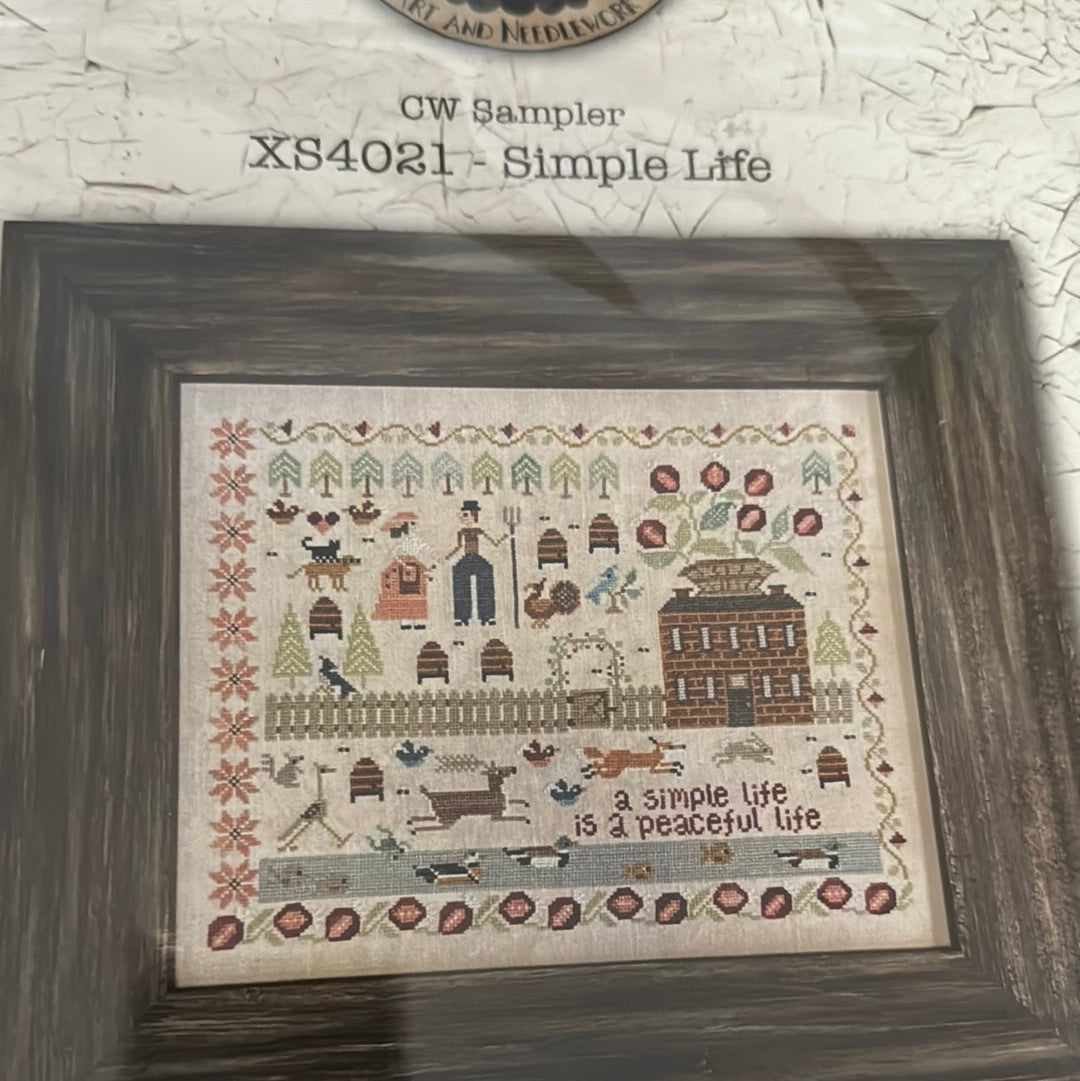 ART AND NEEDLEWORK
CW Sampler
XS4021 - Simple Life
a simple life
is a peaceful life